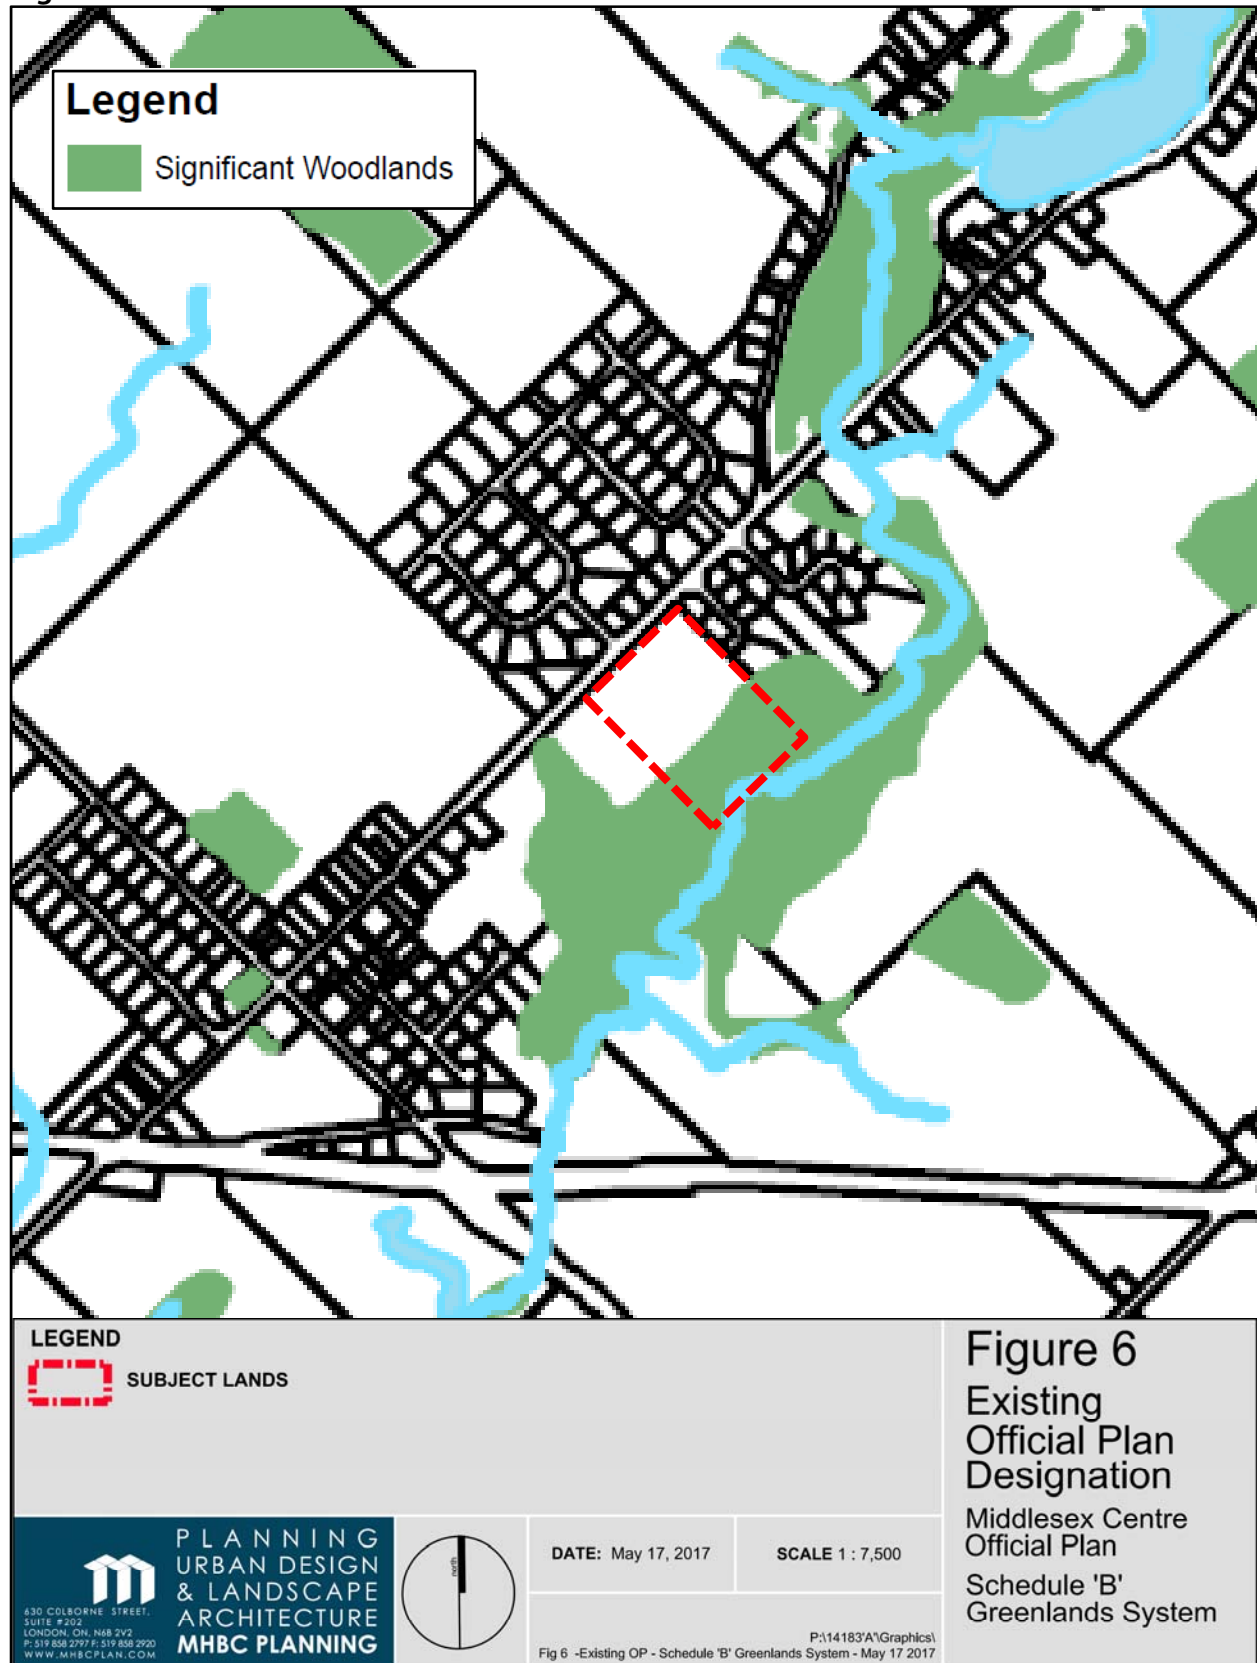 Legend
Significant Woodlands
LEGEND
SUBJECT LANDS
Figure 6
Existing
Official Plan
Designation
Middlesex Centre
Official Plan
Schedule 'B'
Greenlands System
630 COLBORNE STREET,
SUITE #202
LONDON, ON, N6B 2V2
P: 519 858 2797 F: 519 858 2920
WWW.MHBCPLAN.COM
PLANNING
URBAN DESIGN
& LANDSCAPE
ARCHITECTURE
MHBC PLANNING
north
DATE: May 17, 2017
SCALE 1 : 7,500
P:\14183'A'\Graphics\
Fig 6 -Existing OP - Schedule 'B' Greenlands System - May 17 2017